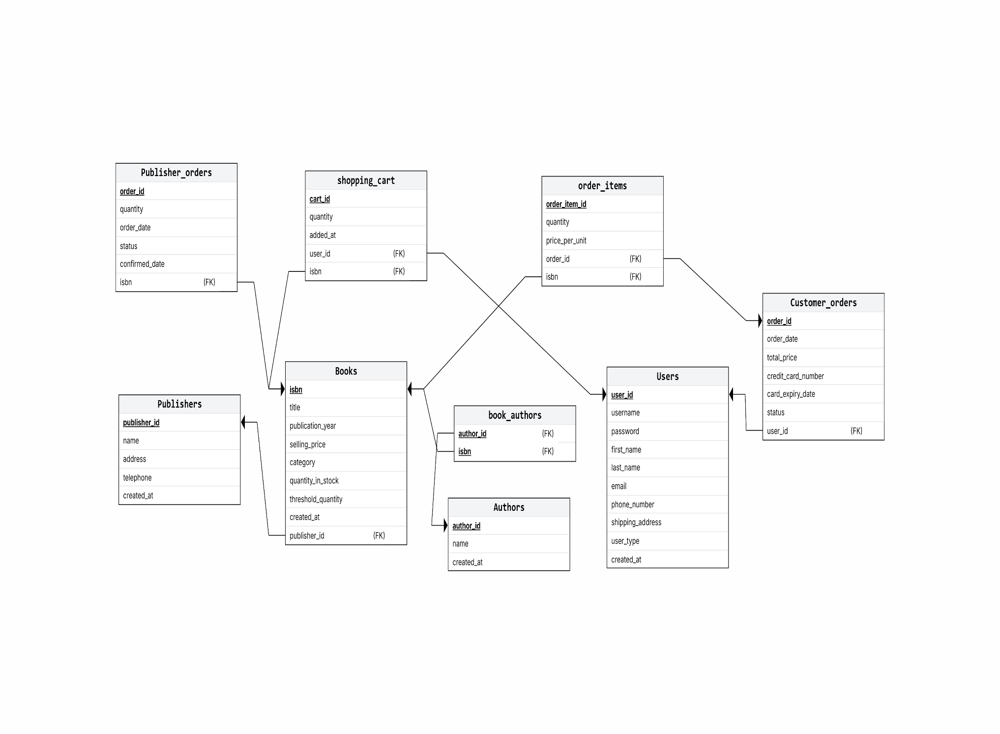 Publisher_orders
order_id
quantity
order_date
status
confirmed_date
isbn (FK)
shopping_cart
cart_id
quantity
added_at
user_id (FK)
isbn (FK)
order_items
order_item_id
quantity
price_per_unit
order_id (FK)
isbn (FK)
Customer_orders
order_id
order_date
total_price
credit_card_number
card_expiry_date
status
user_id (FK)
Publishers
publisher_id
name
address
telephone
created_at
Books
isbn
title
publication_year
selling_price
category
quantity_in_stock
threshold_quantity
created_at
publisher_id (FK)
book_authors
author_id (FK)
isbn (FK)
Authors
author_id
name
created_at
Users
user_id
username
password
first_name
last_name
email
phone_number
shipping_address
user_type
created_at